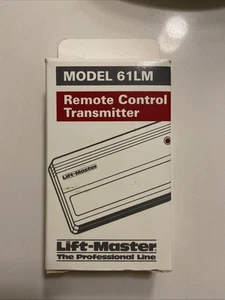 MODEL 61LM
Remote Control
Transmitter
Lift-Master
Lift-Master
The Professional Line